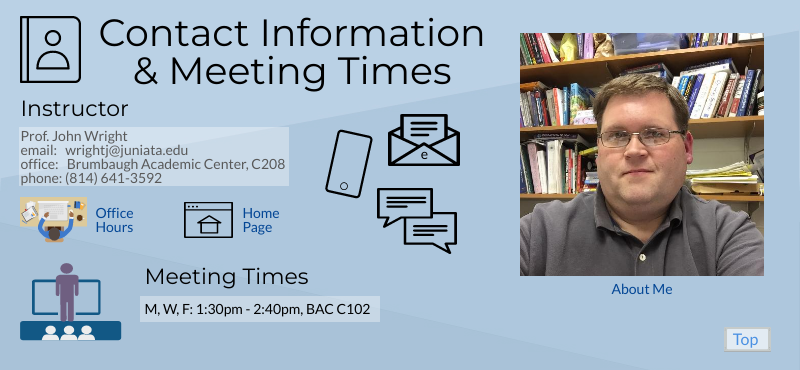 Contact Information
& Meeting Times
Instructor
Prof. John Wright
email: wrightj@juniata.edu
office: Brumbaugh Academic Center, C208
phone: (814) 641-3592
e
Office
Hours
Home
Page
About Me
Meeting Times
M, W, F: 1:30pm - 2:40pm, BAC C102
Top